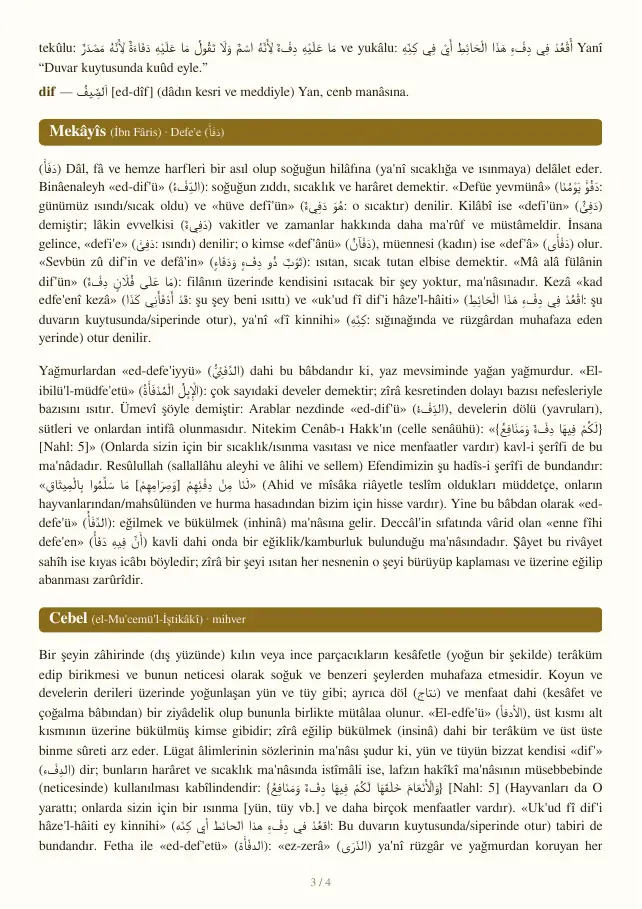 tekûlu: مَا عَلَيْهِ دِفْءٌ لِأَنَّهُ اسْمٌ وَلَا تَقُولُ مَا عَلَيْهِ دَفَاءَةٌ لِأَنَّهُ مَصْدَرٌ ve yukâlu: اُقْعُدْ فِي دِفْءِ هَذَا الْحَائِطِ أَيْ فِي كِنِّهِ Yanî
“Duvar kuytusunda kuûd eyle.”
dif — اَلضِّيفُ [ed-dîf] (dâdın kesri ve meddiyle) Yan, cenb manâsına.
Mekâyîs (İbn Fâris) · Defe'e (دَفَأَ)
(دَفَأَ) Dâl, fâ ve hemze harfleri bir asıl olup soğuğun hilâfına (ya'nî sıcaklığa ve ısınmaya) delâlet eder.
Binâenaleyh «ed-dif'ü» (الدِّفْءُ): soğuğun zıddı, sıcaklık ve harâret demektir. «Defüe yevmünâ» (دَفُؤَ يَوْمُنَا:
günümüz ısındı/sıcak oldu) ve «hüve defî'ün» (هُوَ دَفِيءٌ: o sıcaktır) denilir. Kilâbî ise «defi'ün» (دَفِئٌ)
demiştir; lâkin evvelkisi (دَفِيءٌ) vakitler ve zamanlar hakkında daha ma'rûf ve müstâmeldir. İnsana
gelince, «defi'e» (دَفِئَ: ısındı) denilir; o kimse «def'ânü» (دَفْآنُ), müennesi (kadın) ise «def'â» (دَفْأَى) olur.
«Sevbün zû dif'in ve defâ'in» (ثَوْبٌ ذُو دِفْءٍ وَدَفَاءٍ): ısıtan, sıcak tutan elbise demektir. «Mâ alâ fülânin
dif'ün» (مَا عَلَى فُلَانٍ دِفْءٌ): filânın üzerinde kendisini ısıtacak bir şey yoktur, ma'nâsınadır. Kezâ «kad
edfe'enî kezâ» (قَدْ أَدْفَأَنِي كَذَا: şu şey beni ısıttı) ve «uk'ud fî dif'i hâze'l-hâiti» (اقْعُدْ فِي دِفْءِ هَذَا الْحَائِطِ: şu
duvarın kuytusunda/siperinde otur), ya'nî «fî kinnihi» (كِنِّهِ: sığınağında ve rüzgârdan muhafaza eden
yerinde) otur denilir.
Yağmurlardan «ed-defe'iyyü» (الدَّفَئِيُّ) dahi bu bâbdandır ki, yaz mevsiminde yağan yağmurdur. «El-
ibilü'l-müdfe'etü» (الْإِبِلُ الْمُدْفَأَةُ): çok sayıdaki develer demektir; zîrâ kesretinden dolayı bazısı nefesleriyle
bazısını ısıtır. Ümevî şöyle demiştir: Arablar nezdinde «ed-dif'ü» (الدِّفْءُ), develerin dölü (yavruları),
sütleri ve onlardan intifâ olunmasıdır. Nitekim Cenâb-ı Hakk'ın (celle senâühü): «{لَكُمْ فِيهَا دِفْءٌ وَمَنَافِعُ}
[Nahl: 5]» (Onlarda sizin için bir sıcaklık/ısınma vasıtası ve nice menfaatler vardır) kavl-i şerîfi de bu
ma'nâdadır. Resûlullah (sallallâhu aleyhi ve âlihi ve sellem) Efendimizin şu hadîs-i şerîfi de bundandır:
«لَنَا مِنْ دِفْئِهِمْ [وَصِرَامِهِمْ] مَا سَلَّمُوا بِالْمِيثَاقِ» (Ahid ve mîsâka riâyetle teslîm oldukları müddetçe, onların
hayvanlarından/mahsûlünden ve hurma hasadından bizim için hisse vardır). Yine bu bâbdan olarak «ed-
defe'ü» (الدَّفَأُ): eğilmek ve bükülmek (inhinâ) ma'nâsına gelir. Deccâl'in sıfatında vârid olan «enne fîhi
defe'en» (أَنَّ فِيهِ دَفَأً) kavli dahi onda bir eğiklik/kamburluk bulunduğu ma'nâsındadır. Şâyet bu rivâyet
sahîh ise kıyas icâbı böyledir; zîrâ bir şeyi ısıtan her nesnenin o şeyi bürüyüp kaplaması ve üzerine eğilip
abanması zarûrîdir.
Cebel (el-Mu'cemü'l-İştikâkî) · mihver
Bir şeyin zâhirinde (dış yüzünde) kılın veya ince parçacıkların kesâfetle (yoğun bir şekilde) terâküm
edip birikmesi ve bunun neticesi olarak soğuk ve benzeri şeylerden muhafaza etmesidir. Koyun ve
develerin derileri üzerinde yoğunlaşan yün ve tüy gibi; ayrıca döl (نتاج) ve menfaat dahi (kesâfet ve
çoğalma bâbından) bir ziyâdelik olup bununla birlikte mütâlaa olunur. «El-edfe'ü» (الأدفأ), üst kısmı alt
kısmının üzerine bükülmüş kimse gibidir; zîrâ eğilip bükülmek (insinâ) dahi bir terâküm ve üst üste
binme sûreti arz eder. Lügat âlimlerinin sözlerinin ma'nâsı şudur ki, yün ve tüyün bizzat kendisi «dif'»
(الدِفْء) dir; bunların harâret ve sıcaklık ma'nâsında istîmâli ise, lafzın hakîkî ma'nâsının müsebbebinde
(neticesinde) kullanılması kabîlindendir: {وَالْأَنْعَامَ خَلَقَهَا لَكُمْ فِيهَا دِفْءٌ وَمَنَافِعُ} [Nahl: 5] (Hayvanları da O
yarattı; onlarda sizin için bir ısınma [yün, tüy vb.] ve daha birçok menfaatler vardır). «Uk'ud fî dif'i
hâze'l-hâiti ey kinnihi» (اقعُدْ في دِفْءِ هذا الحائط أي كِنّه: Bu duvarın kuytusunda/siperinde otur) tabiri de
bundandır. Fetha ile «ed-def'etü» (الدفْأَة): «ez-zerâ» (الذَرَى) ya'nî rüzgâr ve yağmurdan koruyan her
3 / 4